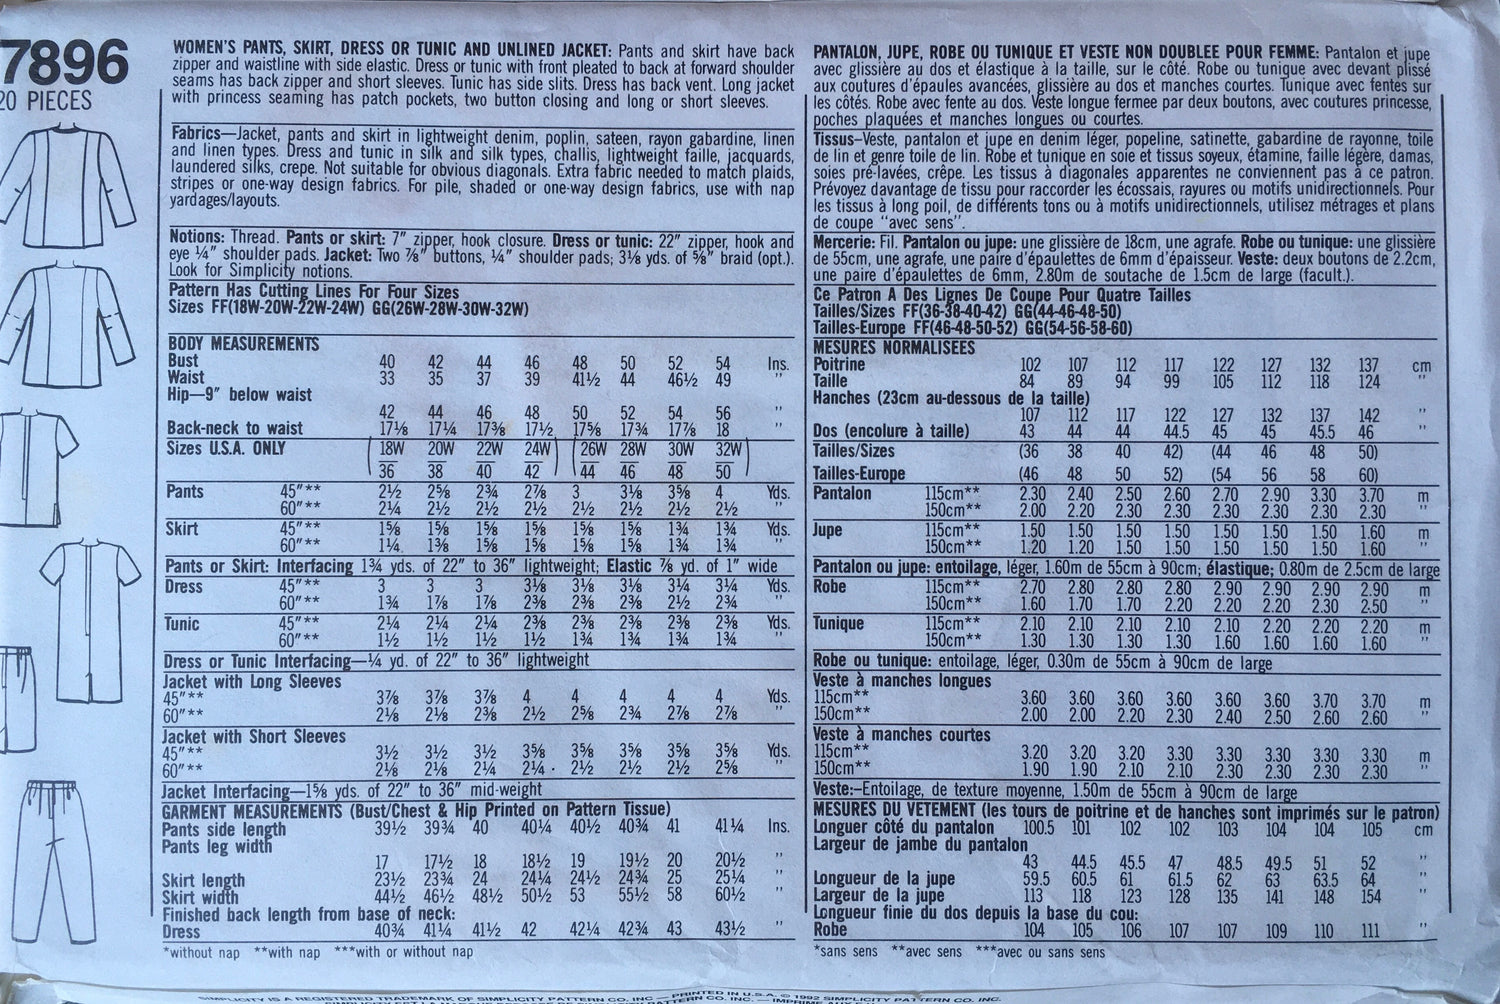 7896
20 PIECES
WOMEN'S PANTS, SKIRT, DRESS OR TUNIC AND UNLINED JACKET: Pants and skirt have back
zipper and waistline with side elastic. Dress or tunic with front pleated to back at forward shoulder
seams has back zipper and short sleeves. Tunic has side slits. Dress has back vent. Long jacket
with princess seaming has patch pockets, two button closing and long or short sleeves.
Fabrics—Jacket, pants and skirt in lightweight denim, poplin, sateen, rayon gabardine, linen
and linen types. Dress and tunic in silk and silk types, challis, lightweight faille, jacquards,
laundered silks, crepe. Not suitable for obvious diagonals. Extra fabric needed to match plaids,
stripes or one-way design fabrics. For pile, shaded or one-way design fabrics, use with nap
yardages/layouts.
Notions: Thread. Pants or skirt: 7" zipper, hook closure. Dress or tunic: 22" zipper, hook and
eye ¼" shoulder pads. Jacket: Two ⅞" buttons, ¼" shoulder pads; 3⅛ yds. of ⅝" braid (opt.).
Look for Simplicity notions.
Pattern Has Cutting Lines For Four Sizes
Sizes FF(18W-20W-22W-24W) GG(26W-28W-30W-32W)
BODY MEASUREMENTS
Bust 40 42 44 46 48 50 52 54 Ins.
Waist 33 35 37 39 41½ 44 46½ 49 "
Hip—9" below waist
42 44 46 48 50 52 54 56 "
Back-neck to waist 17⅛ 17¼ 17⅜ 17½ 17⅝ 17¾ 17⅞ 18 "
Sizes U.S.A. ONLY (18W 20W 22W 24W) (26W 28W 30W 32W)
36 38 40 42 44 46 48 50
Pants 45"** 2½ 2⅝ 2¾ 2⅞ 3 3⅛ 3⅝ 4 Yds.
60"** 2¼ 2½ 2½ 2½ 2½ 2½ 2½ 2½ "
Skirt 45"** 1⅝ 1⅝ 1⅝ 1⅝ 1⅝ 1⅝ 1¾ 1¾ Yds.
60"** 1¼ 1⅜ 1⅝ 1⅝ 1⅝ 1⅝ 1¾ 1¾ "
Pants or Skirt: Interfacing 1¾ yds. of 22" to 36" lightweight; Elastic ⅞ yd. of 1" wide
Dress 45"** 3 3 3 3⅛ 3⅛ 3⅛ 3¼ 3¼ Yds.
60"** 1¾ 1⅞ 1⅞ 2⅜ 2⅜ 2⅜ 2½ 2¾ "
Tunic 45"** 2¼ 2¼ 2¼ 2⅜ 2⅜ 2⅜ 2⅜ 2⅜ Yds.
60"** 1½ 1½ 1½ 1½ 1¾ 1¾ 1¾ 1¾ "
Dress or Tunic Interfacing—¼ yd. of 22" to 36" lightweight
Jacket with Long Sleeves
45"** 3⅞ 3⅞ 3⅞ 4 4 4 4 4 Yds.
60"** 2⅛ 2⅛ 2⅜ 2½ 2⅝ 2¾ 2⅞ 2⅞ "
Jacket with Short Sleeves
45"** 3½ 3½ 3½ 3⅝ 3⅝ 3⅝ 3⅝ 3⅝ Yds.
60"** 2⅛ 2⅛ 2¼ 2¼ 2½ 2½ 2½ 2⅝ "
Jacket Interfacing—1⅝ yds. of 22" to 36" mid-weight
GARMENT MEASUREMENTS (Bust/Chest & Hip Printed on Pattern Tissue)
Pants side length 39½ 39¾ 40 40¼ 40½ 40¾ 41 41¼ Ins.
Pants leg width
17 17½ 18 18½ 19 19½ 20 20½ "
Skirt length 23½ 23¾ 24 24¼ 24½ 24¾ 25 25¼ "
Skirt width 44½ 46½ 48½ 50½ 53 55½ 58 60½ "
Finished back length from base of neck:
Dress 40¾ 41¼ 41½ 42 42¼ 42¾ 43 43½ "
*without nap **with nap ***with or without nap
PANTALON, JUPE, ROBE OU TUNIQUE ET VESTE NON DOUBLEE POUR FEMME: Pantalon et jupe
avec glissière au dos et élastique à la taille, sur le côté. Robe ou tunique avec devant plissé
aux coutures d'épaules avancées, glissière au dos et manches courtes. Tunique avec fentes sur
les côtés. Robe avec fente au dos. Veste longue fermee par deux boutons, avec coutures princesse,
poches plaquées et manches longues ou courtes.
Tissus—Veste, pantalon et jupe en denim léger, popeline, satinette, gabardine de rayonne, toile
de lin et genre toile de lin. Robe et tunique en soie et tissus soyeux, étamine, faille légère, damas,
soies pré-lavées, crêpe. Les tissus à diagonales apparentes ne conviennent pas à ce patron.
Prévoyez davantage de tissu pour raccorder les écossais, rayures ou motifs unidirectionnels. Pour
les tissus à long poil, de différents tons ou à motifs unidirectionnels, utilisez métrages et plans
de coupe "avec sens".
Mercerie: Fil. Pantalon ou jupe: une glissière de 18cm, une agrafe. Robe ou tunique: une glissière
de 55cm, une agrafe, une paire d'épaulettes de 6mm d'épaisseur. Veste: deux boutons de 2.2cm,
une paire d'épaulettes de 6mm, 2.80m de soutache de 1.5cm de large (facult.).
Ce Patron A Des Lignes De Coupe Pour Quatre Tailles
Tailles/Sizes FF(36-38-40-42) GG(44-46-48-50)
Tailles-Europe FF(46-48-50-52) GG(54-56-58-60)
MESURES NORMALISEES
Poitrine 102 107 112 117 122 127 132 137 cm
Taille 84 89 94 99 105 112 118 124 "
Hanches (23cm au-dessous de la taille)
107 112 117 122 127 132 137 142 "
Dos (encolure à taille) 43 44 44 44.5 45 45 45.5 46 "
Tailles/Sizes (36 38 40 42) (44 46 48 50)
Tailles-Europe (46 48 50 52) (54 56 58 60)
Pantalon 115cm** 2.30 2.40 2.50 2.60 2.70 2.90 3.30 3.70 m
150cm** 2.00 2.20 2.30 2.30 2.30 2.30 2.30 2.30 "
Jupe 115cm** 1.50 1.50 1.50 1.50 1.50 1.50 1.50 1.60 m
150cm** 1.20 1.20 1.50 1.50 1.50 1.50 1.50 1.60 "
Pantalon ou jupe: entoilage, léger, 1.60m de 55cm à 90cm; élastique; 0.80m de 2.5cm de large
Robe 115cm** 2.70 2.80 2.80 2.80 2.90 2.90 2.90 2.90 m
150cm** 1.60 1.70 1.70 2.20 2.20 2.20 2.30 2.50 "
Tunique 115cm** 2.10 2.10 2.10 2.10 2.10 2.20 2.20 2.20 m
150cm** 1.30 1.30 1.30 1.30 1.60 1.60 1.60 1.60 "
Robe ou tunique: entoilage, léger, 0.30m de 55cm à 90cm de large
Veste à manches longues
115cm** 3.60 3.60 3.60 3.60 3.60 3.60 3.70 3.70 m
150cm** 2.00 2.00 2.20 2.30 2.40 2.50 2.60 2.60 "
Veste à manches courtes
115cm** 3.20 3.20 3.20 3.30 3.30 3.30 3.30 3.30 m
150cm** 1.90 1.90 2.10 2.10 2.30 2.30 2.30 2.30 "
Veste:–Entoilage, de texture moyenne, 1.50m de 55cm à 90cm de large
MESURES DU VETEMENT (les tours de poitrine et de hanches sont imprimés sur le patron)
Longuer côté du pantalon 100.5 101 102 102 103 104 104 105 cm
Largeur de jambe du pantalon
43 44.5 45.5 47 48.5 49.5 51 52 "
Longueur de la jupe 59.5 60.5 61 61.5 62 63 63.5 64 "
Largeur de la jupe 113 118 123 128 135 141 148 154 "
Longueur finie du dos depuis la base du cou:
Robe 104 105 106 107 107 109 110 111 "
*sans sens **avec sens ***avec ou sans sens
SIMPLICITY IS A REGISTERED TRADEMARK OF SIMPLICITY PATTERN CO. INC — PRINTED IN U.S.A. © 1992 SIMPLICITY PATTERN CO. INC.